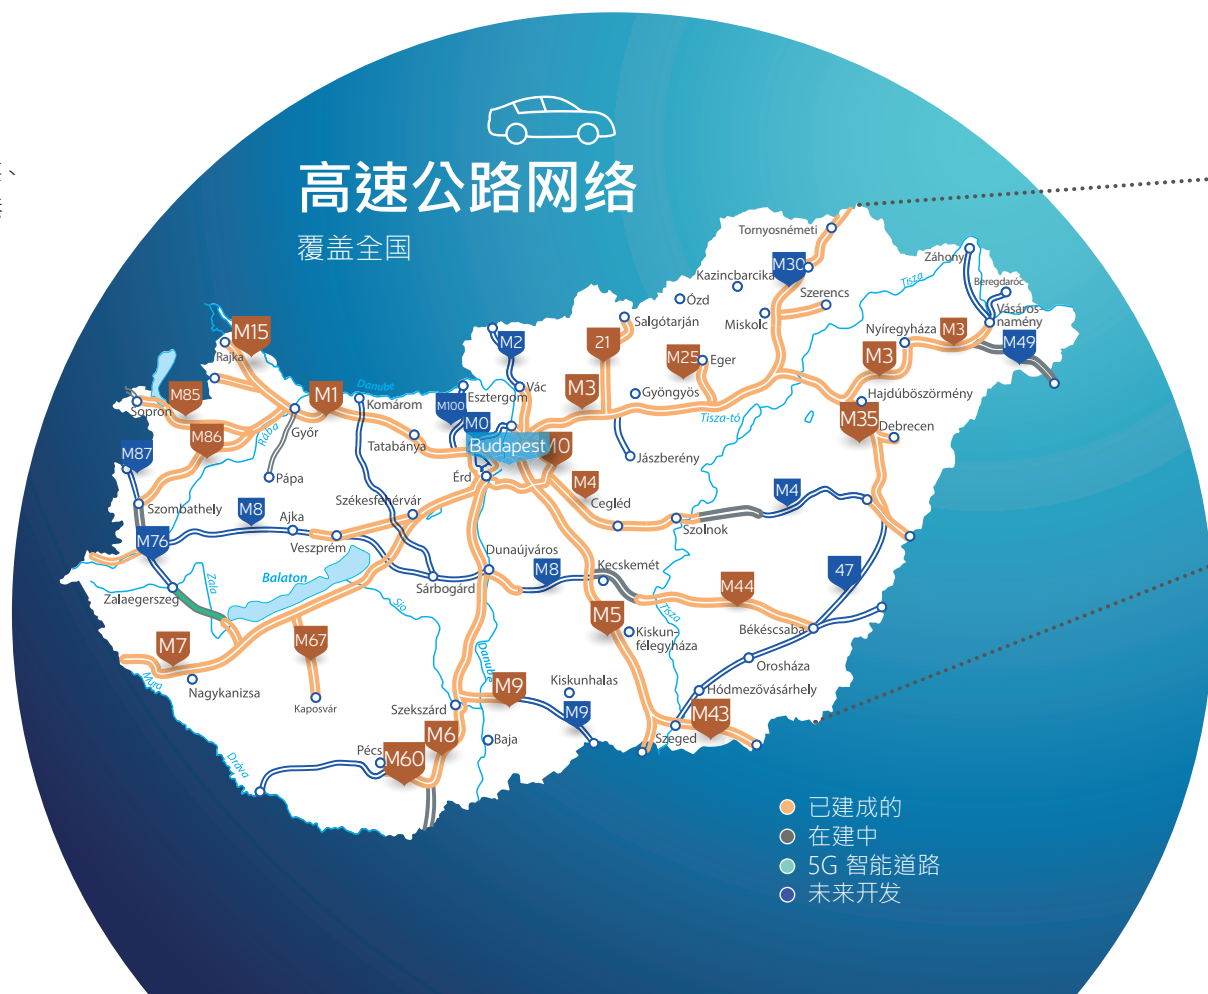 高速公路网络
覆盖全国
Tornyosnémeti
Záhony
M30
Kazincbarcika
Tisza
Beregdaróc
Ózd
Szerencs
Vásáros-
namény
M15
Salgótarján
Miskolc
Nyíregyháza
M3
M49
Rajka
M2
21
M25
Eger
M3
Danube
Vác
M3
Gyöngyös
Hajdúböszörmény
M85
M1
Esztergom
Komárom
M100
Sopron
M0
Tisza-tó
M35
Debrecen
M86
Rába
Győr
Tatabánya
Budapest
M0
M87
Jászberény
Pápa
Érd
M4
M4
Székesfehérvár
Cegléd
Szombathely
M8
Ajka
Szolnok
M76
Veszprém
Dunaújváros
Kecskemét
Balaton
M8
47
Zala
Sárbogárd
M44
Zalaegerszeg
Sio
Tisza
M5
Békéscsaba
M7
M67
Kiskun-
félegyháza
Danube
Orosháza
Mura
Nagykanizsa
M9
Kiskunhalas
Hódmezővásárhely
Kaposvár
Szekszárd
M9
M43
M6
Baja
Szeged
Pécs
M60
Dráva
已建成的
在建中
5G 智能道路
未来开发